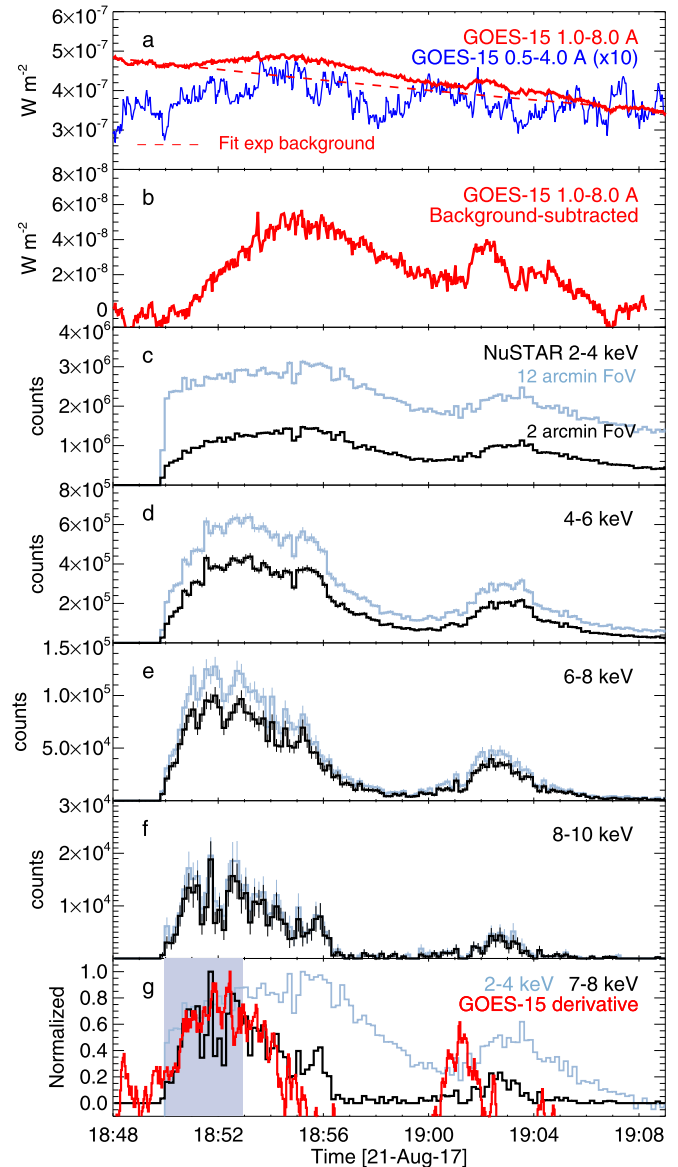 a
GOES-15 1.0-8.0 A
GOES-15 0.5-4.0 A (x10)
Fit exp background
W m⁻²
6×10⁻⁷
5×10⁻⁷
4×10⁻⁷
3×10⁻⁷
b
GOES-15 1.0-8.0 A
Background-subtracted
W m⁻²
8×10⁻⁸
6×10⁻⁸
4×10⁻⁸
2×10⁻⁸
0
c
NuSTAR 2-4 keV
12 arcmin FoV
2 arcmin FoV
counts
4×10⁶
3×10⁶
2×10⁶
1×10⁶
d
4-6 keV
counts
8×10⁵
6×10⁵
4×10⁵
2×10⁵
e
6-8 keV
counts
1.5×10⁵
1.0×10⁵
5.0×10⁴
f
8-10 keV
counts
3×10⁴
2×10⁴
1×10⁴
g
2-4 keV 7-8 keV
GOES-15 derivative
Normalized
1.0
0.8
0.6
0.4
0.2
0.0
18:48 18:52 18:56 19:00 19:04 19:08
Time [21-Aug-17]